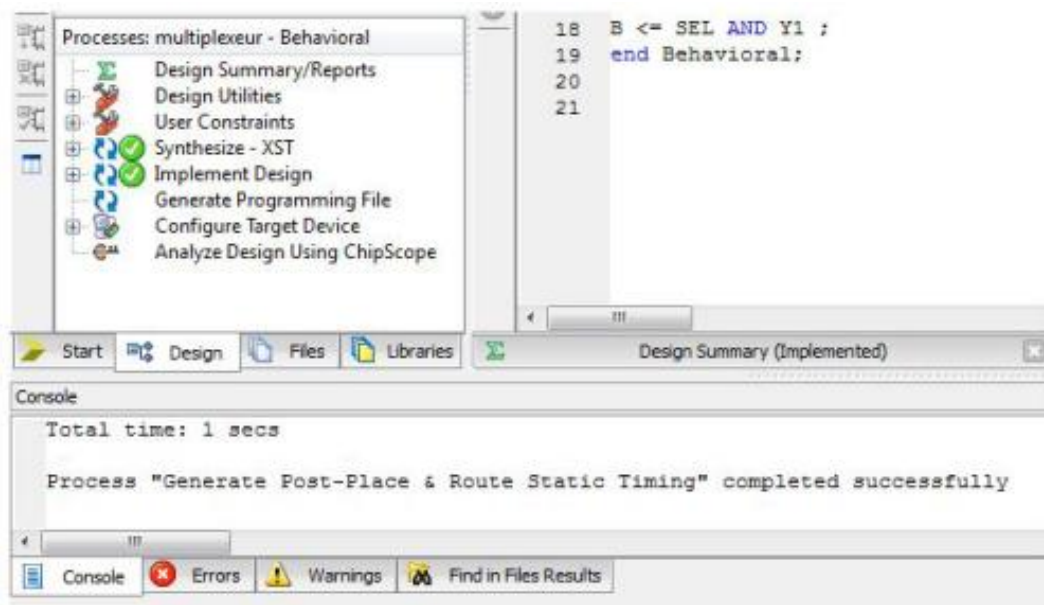 Processes: multiplexeur - Behavioral
Design Summary/Reports
Design Utilities
User Constraints
Synthesize - XST
Implement Design
Generate Programming File
Configure Target Device
Analyze Design Using ChipScope
18 B <= SEL AND Y1 ;
19 end Behavioral;
20
21
Start Design Files Libraries
Design Summary (Implemented)
Console
Total time: 1 secs
Process "Generate Post-Place & Route Static Timing" completed successfully
Console Errors Warnings Find in Files Results